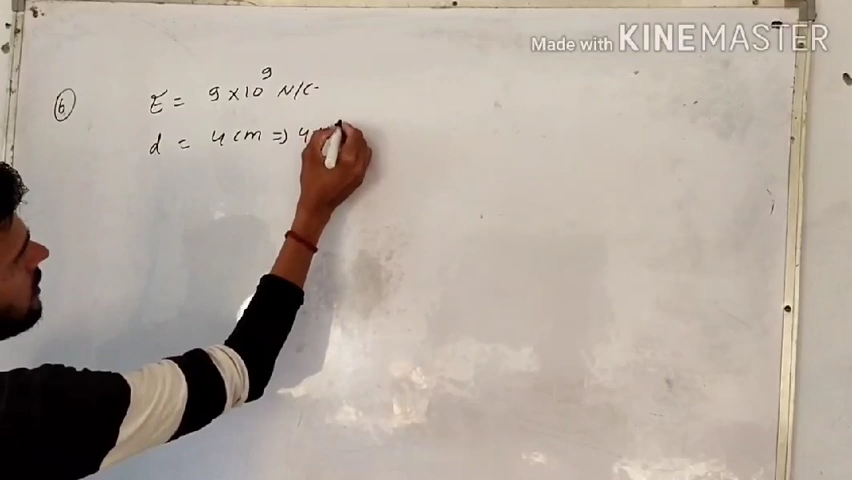 Made with KINEMASTER
6 E = 9 × 10⁹ N/C
d = 4 cm ⇒ 4